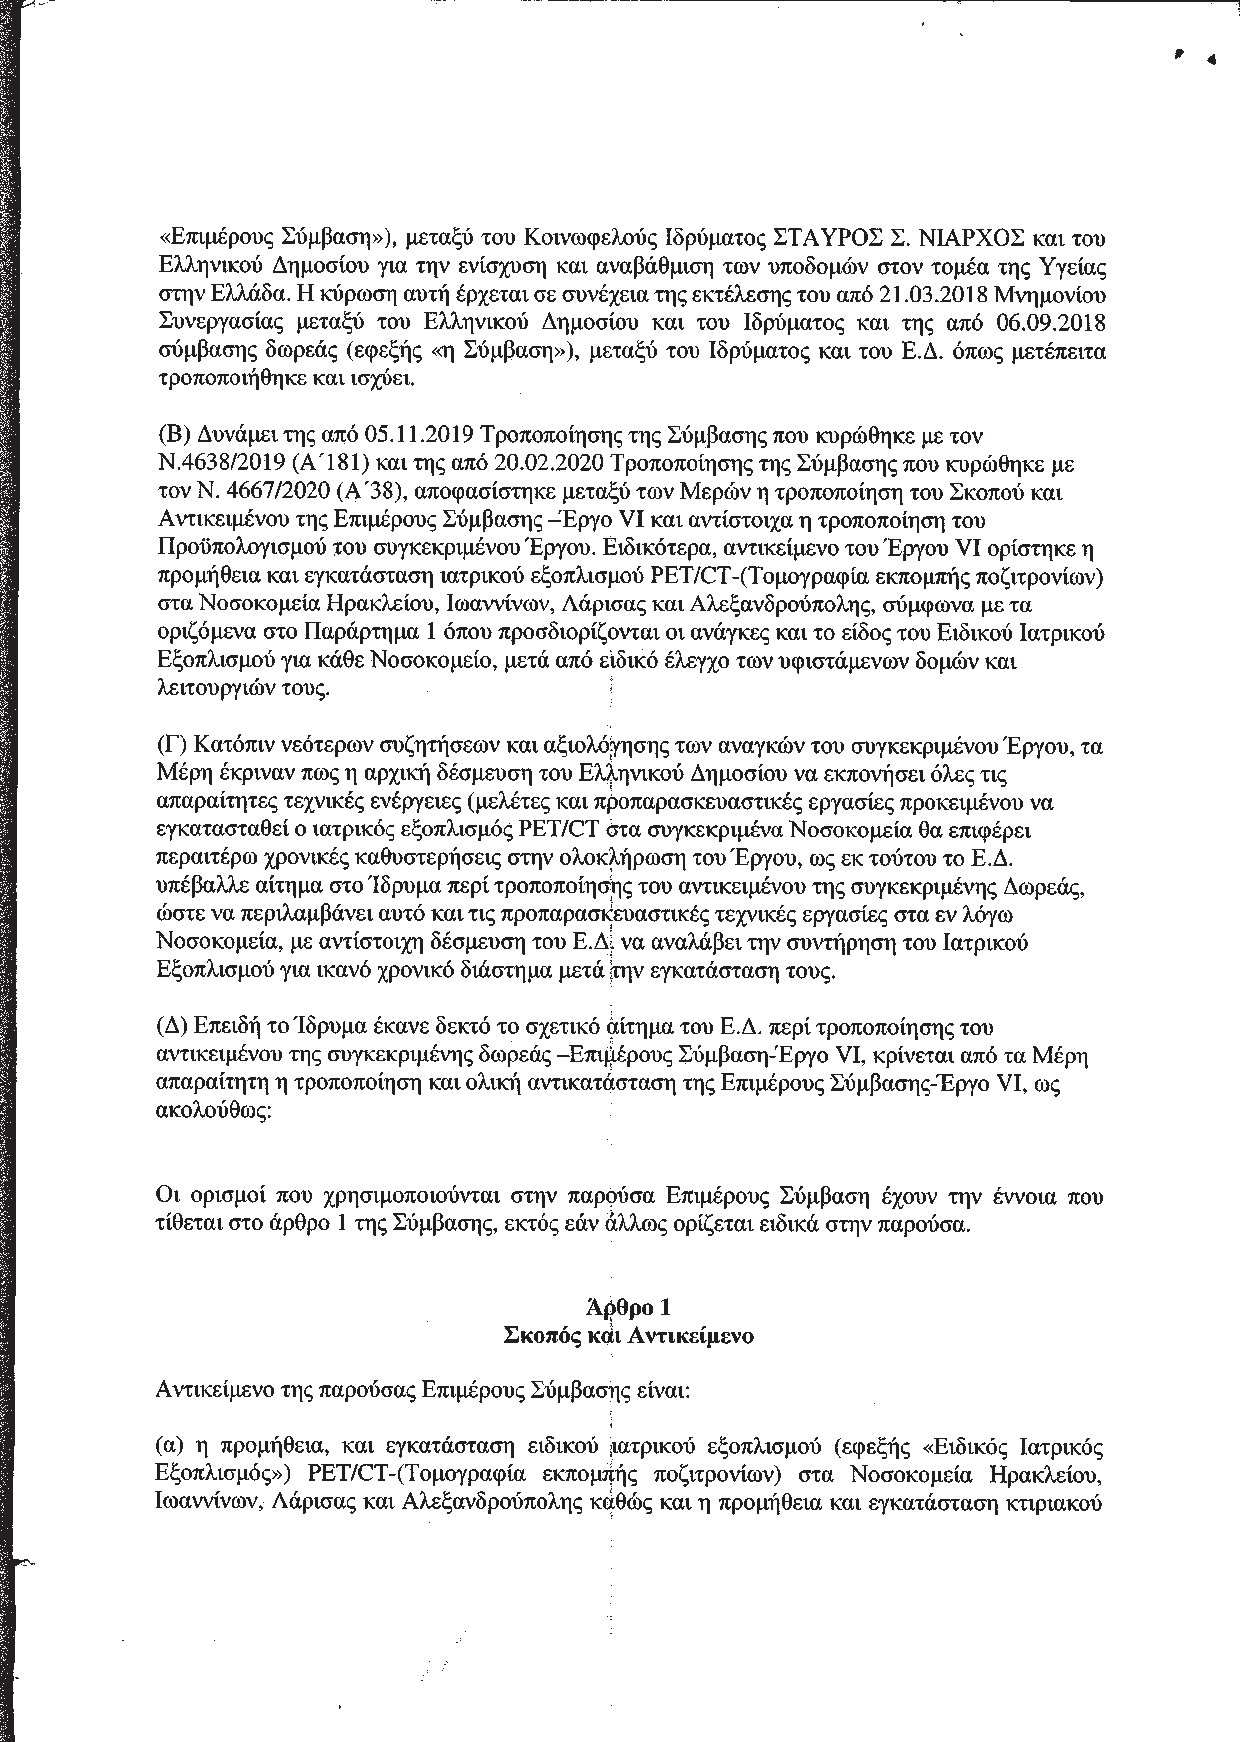 «Επιμέρους Σύμβαση»), μεταξύ του Κοινωφελούς Ιδρύματος ΣΤΑΥΡΟΣ Σ. ΝΙΑΡΧΟΣ και του
Ελληνικού Δημοσίου για την ενίσχυση και αναβάθμιση των υποδομών στον τομέα της Υγείας
στην Ελλάδα. Η κύρωση αυτή έρχεται σε συνέχεια της εκτέλεσης του από 21.03.2018 Μνημονίου
Συνεργασίας μεταξύ του Ελληνικού Δημοσίου και του Ιδρύματος και της από 06.09.2018
σύμβασης δωρεάς (εφεξής «η Σύμβαση»), μεταξύ του Ιδρύματος και του Ε.Δ. όπως μετέπειτα
τροποποιήθηκε και ισχύει.
(Β) Δυνάμει της από 05.11.2019 Τροποποίησης της Σύμβασης που κυρώθηκε με τον
Ν.4638/2019 (Α΄181) και της από 20.02.2020 Τροποποίησης της Σύμβασης που κυρώθηκε με
τον Ν. 4667/2020 (Α΄38), αποφασίστηκε μεταξύ των Μερών η τροποποίηση του Σκοπού και
Αντικειμένου της Επιμέρους Σύμβασης –Έργο VI και αντίστοιχα η τροποποίηση του
Προϋπολογισμού του συγκεκριμένου Έργου. Ειδικότερα, αντικείμενο του Έργου VI ορίστηκε η
προμήθεια και εγκατάσταση ιατρικού εξοπλισμού PET/CT-(Τομογραφία εκπομπής ποζιτρονίων)
στα Νοσοκομεία Ηρακλείου, Ιωαννίνων, Λάρισας και Αλεξανδρούπολης, σύμφωνα με τα
οριζόμενα στο Παράρτημα 1 όπου προσδιορίζονται οι ανάγκες και το είδος του Ειδικού Ιατρικού
Εξοπλισμού για κάθε Νοσοκομείο, μετά από ειδικό έλεγχο των υφιστάμενων δομών και
λειτουργιών τους.
(Γ) Κατόπιν νεότερων συζητήσεων και αξιολόγησης των αναγκών του συγκεκριμένου Έργου, τα
Μέρη έκριναν πως η αρχική δέσμευση του Ελληνικού Δημοσίου να εκπονήσει όλες τις
απαραίτητες τεχνικές ενέργειες (μελέτες και προπαρασκευαστικές εργασίες προκειμένου να
εγκατασταθεί ο ιατρικός εξοπλισμός PET/CT στα συγκεκριμένα Νοσοκομεία θα επιφέρει
περαιτέρω χρονικές καθυστερήσεις στην ολοκλήρωση του Έργου, ως εκ τούτου το Ε.Δ.
υπέβαλλε αίτημα στο Ίδρυμα περί τροποποίησης του αντικειμένου της συγκεκριμένης Δωρεάς,
ώστε να περιλαμβάνει αυτό και τις προπαρασκευαστικές τεχνικές εργασίες στα εν λόγω
Νοσοκομεία, με αντίστοιχη δέσμευση του Ε.Δ. να αναλάβει την συντήρηση του Ιατρικού
Εξοπλισμού για ικανό χρονικό διάστημα μετά την εγκατάσταση τους.
(Δ) Επειδή το Ίδρυμα έκανε δεκτό το σχετικό αίτημα του Ε.Δ. περί τροποποίησης του
αντικειμένου της συγκεκριμένης δωρεάς –Επιμέρους Σύμβαση-Έργο VI, κρίνεται από τα Μέρη
απαραίτητη η τροποποίηση και ολική αντικατάσταση της Επιμέρους Σύμβασης-Έργο VI, ως
ακολούθως:
Οι ορισμοί που χρησιμοποιούνται στην παρούσα Επιμέρους Σύμβαση έχουν την έννοια που
τίθεται στο άρθρο 1 της Σύμβασης, εκτός εάν άλλως ορίζεται ειδικά στην παρούσα.
Άρθρο 1
Σκοπός και Αντικείμενο
Αντικείμενο της παρούσας Επιμέρους Σύμβασης είναι:
(α) η προμήθεια, και εγκατάσταση ειδικού ιατρικού εξοπλισμού (εφεξής «Ειδικός Ιατρικός
Εξοπλισμός») PET/CT-(Τομογραφία εκπομπής ποζιτρονίων) στα Νοσοκομεία Ηρακλείου,
Ιωαννίνων, Λάρισας και Αλεξανδρούπολης καθώς και η προμήθεια και εγκατάσταση κτιριακού